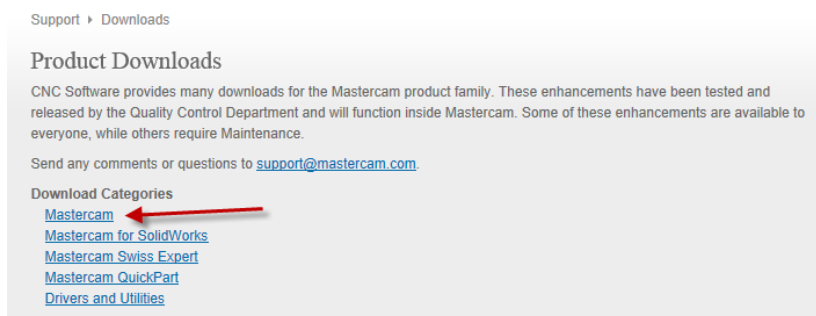 Support ▸ Downloads
Product Downloads
CNC Software provides many downloads for the Mastercam product family. These enhancements have been tested and
released by the Quality Control Department and will function inside Mastercam. Some of these enhancements are available to
everyone, while others require Maintenance.
Send any comments or questions to support@mastercam.com.
Download Categories
Mastercam
Mastercam for SolidWorks
Mastercam Swiss Expert
Mastercam QuickPart
Drivers and Utilities